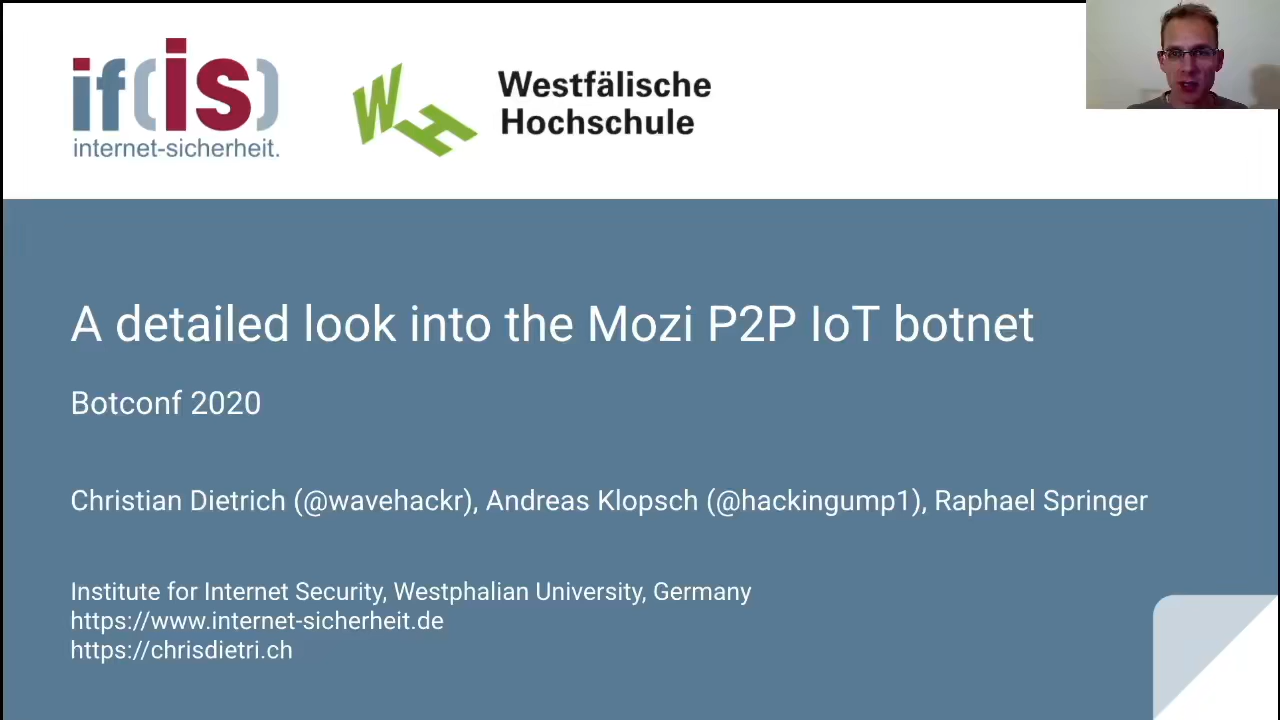 if(is)
internet-sicherheit.
Westfälische
Hochschule
A detailed look into the Mozi P2P IoT botnet
Botconf 2020
Christian Dietrich (@wavehackr), Andreas Klopsch (@hackingump1), Raphael Springer
Institute for Internet Security, Westphalian University, Germany
https://www.internet-sicherheit.de
https://chrisdietri.ch